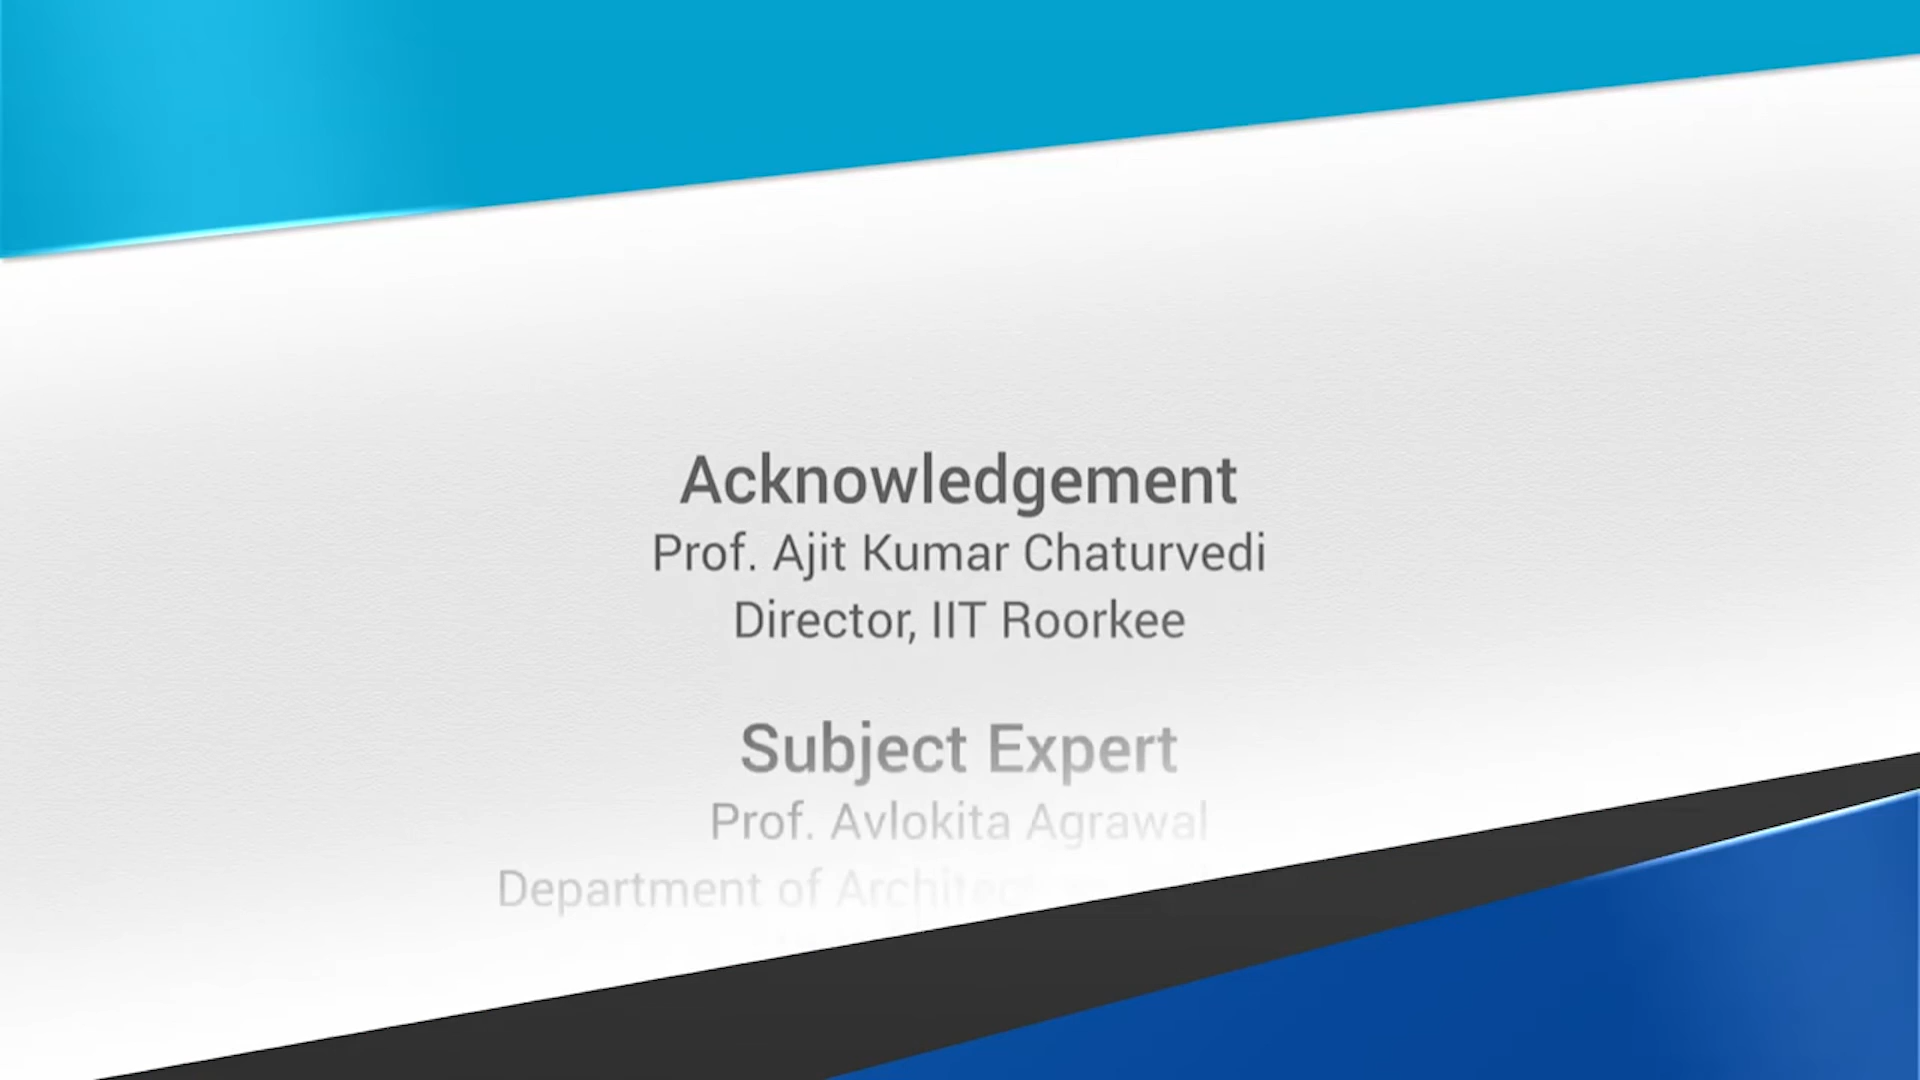 Acknowledgement
Prof. Ajit Kumar Chaturvedi
Director, IIT Roorkee
Subject Expert
Prof. Avlokita Agrawal
Department of